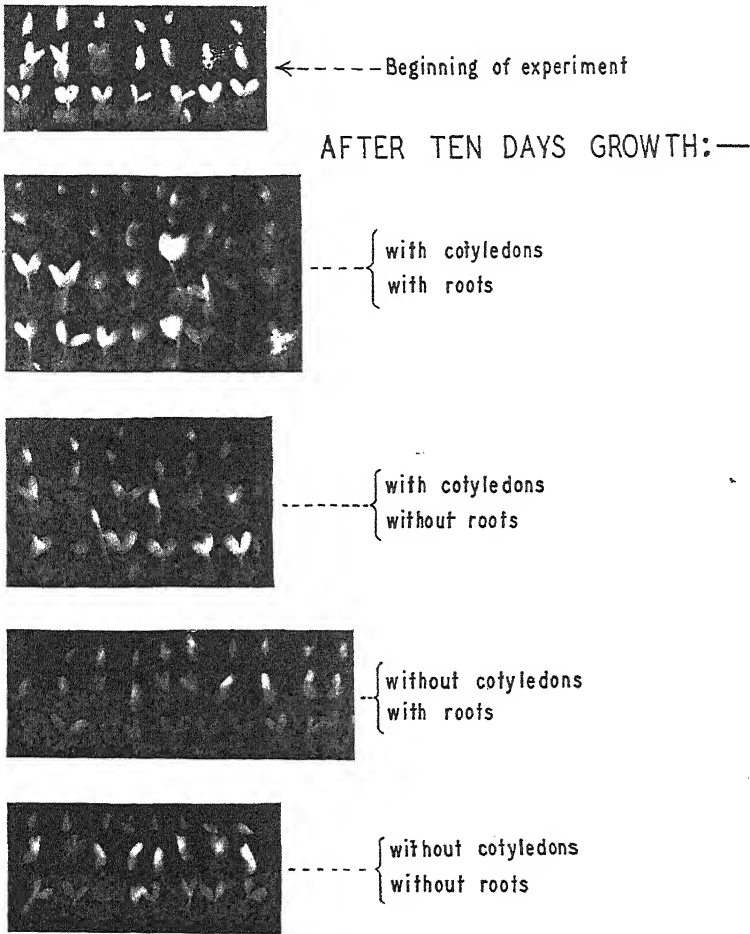 Beginning of experiment
AFTER TEN DAYS GROWTH:—
with cotyledons
with roots
with cotyledons
without roots
without cotyledons
with roots
without cotyledons
without roots